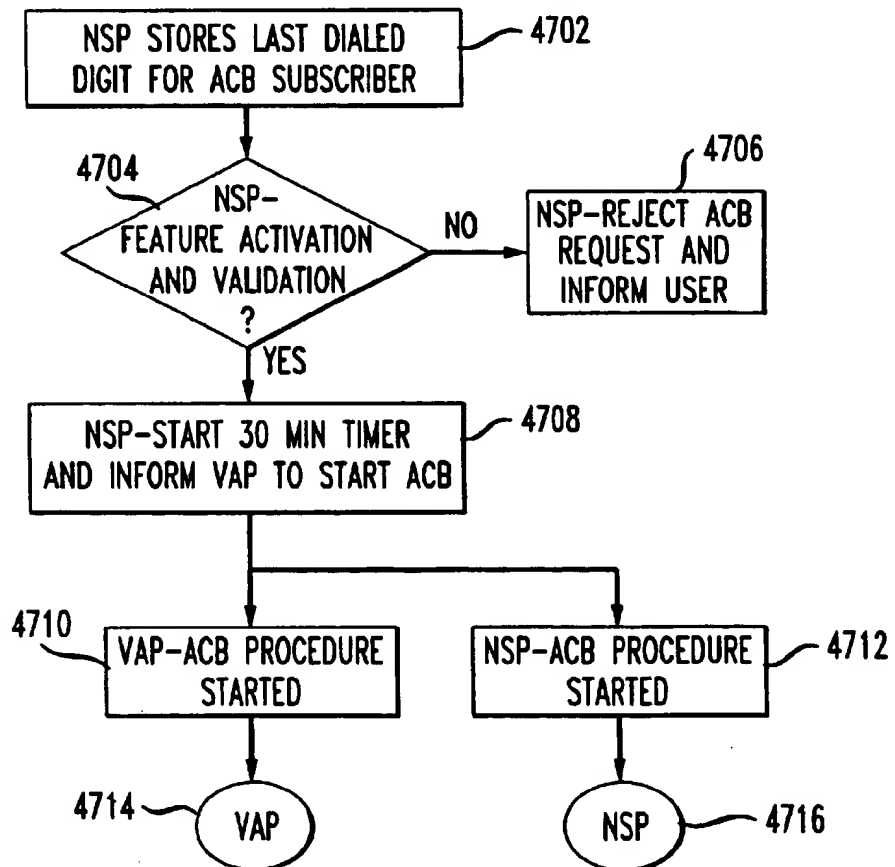 NSP STORES LAST DIALED
DIGIT FOR ACB SUBSCRIBER
4702
4704
NSP-
FEATURE ACTIVATION
AND VALIDATION
?
NO
4706
NSP-REJECT ACB
REQUEST AND
INFORM USER
YES
NSP-START 30 MIN TIMER
AND INFORM VAP TO START ACB
4708
4710
VAP-ACB PROCEDURE
STARTED
NSP-ACB PROCEDURE
STARTED
4712
4714
VAP
NSP
4716